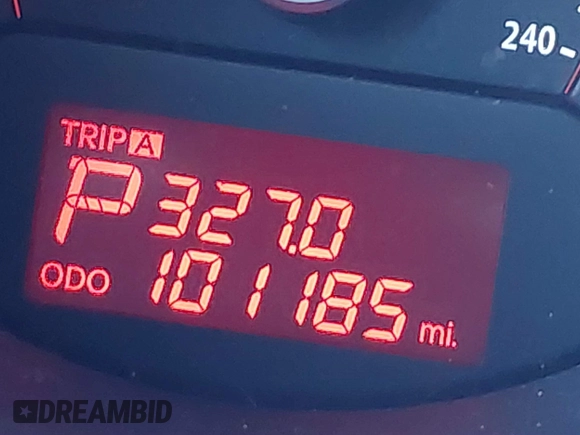 240
TRIP A
P 327.0
ODO 101185 mi.
DREAMBID